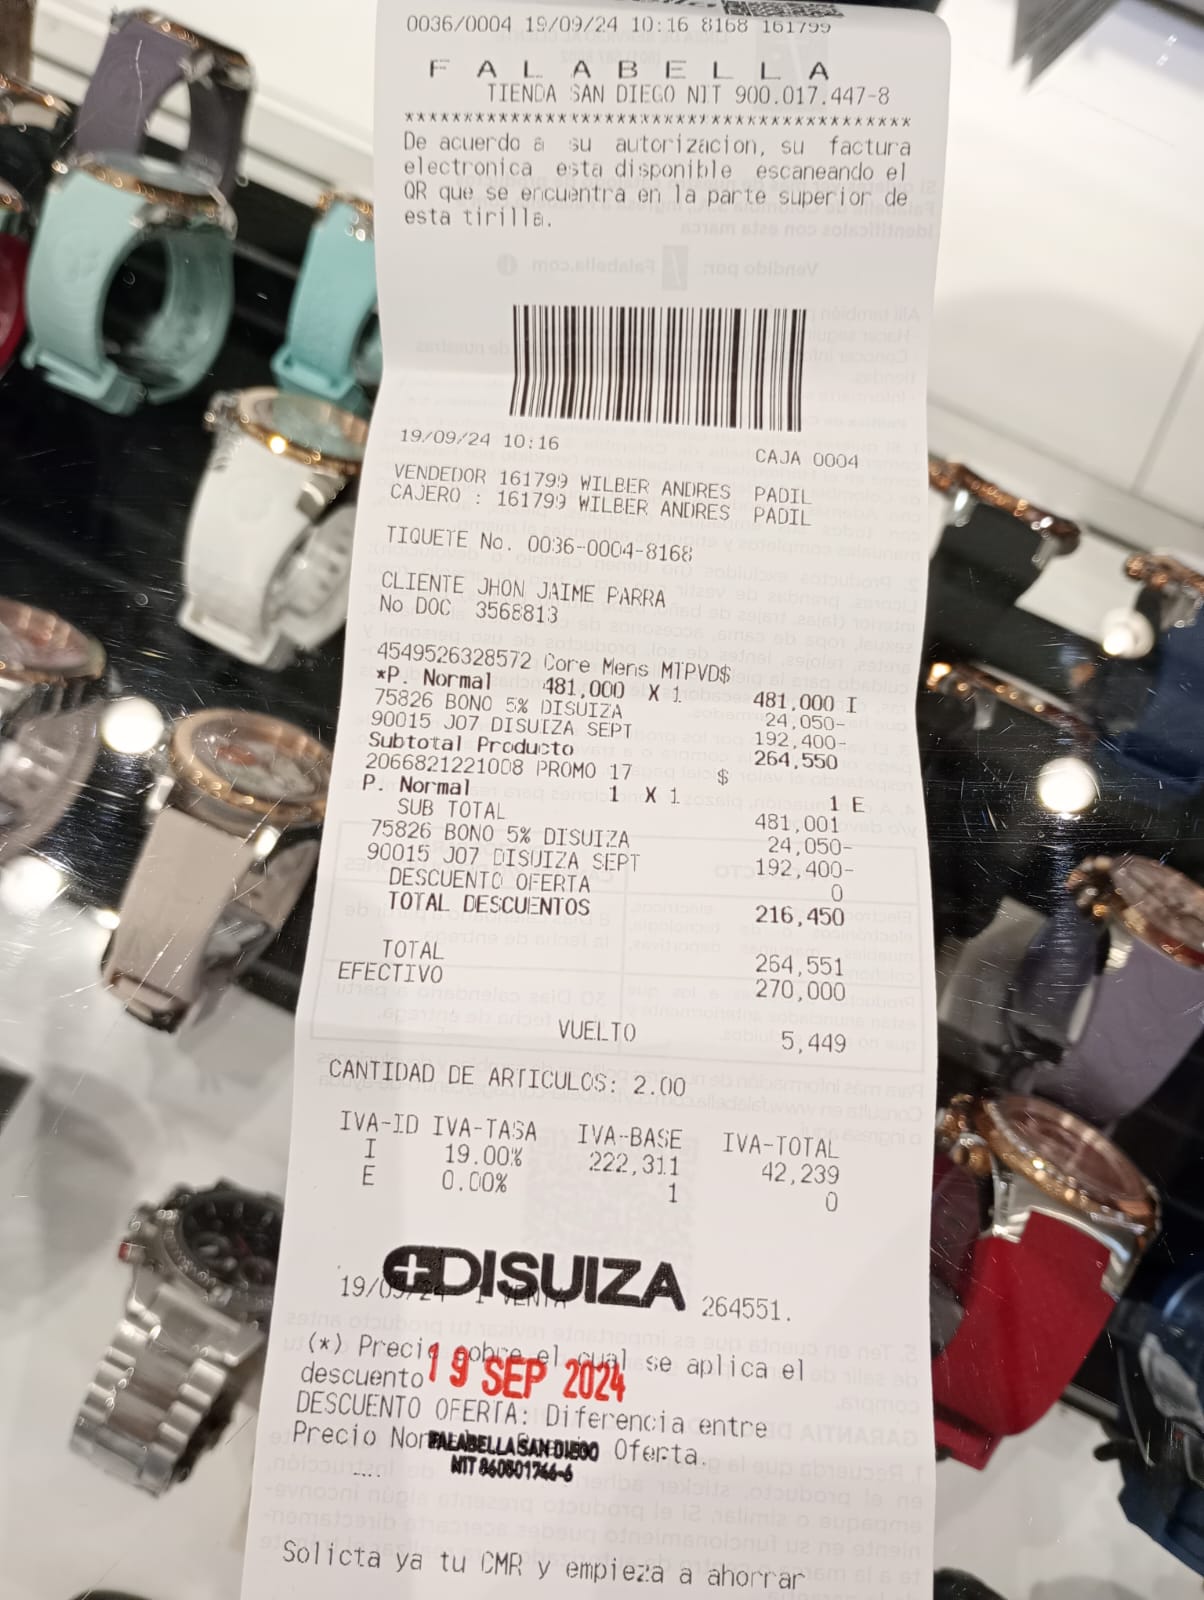 0036/0004 19/09/24 10:16 8168 161799
F A L A B E L L A
TIENDA SAN DIEGO NIT 900.017.447-8
******************************************
De acuerdo a su autorizacion, su factura
electronica esta disponible escaneando el
QR que se encuentra en la parte superior de
esta tirilla.
19/09/24 10:16 CAJA 0004
VENDEDOR 161799 WILBER ANDRES PADIL
CAJERO : 161799 WILBER ANDRES PADIL
TIQUETE No. 0036-0004-8168
CLIENTE JHON JAIME PARRA
No DOC 3568813
4549526328572 Core Mens MTPVD$
*P. Normal 481,000 X 1 481,000 I
75826 BONO 5% DISUIZA 24,050-
90015 J07 DISUIZA SEPT 192,400-
Subtotal Producto 264,550
2066821221008 PROMO 17 $
P. Normal 1 X 1 1 E
SUB TOTAL 481,001
75826 BONO 5% DISUIZA 24,050-
90015 J07 DISUIZA SEPT 192,400-
DESCUENTO OFERTA 0
TOTAL DESCUENTOS 216,450
TOTAL 264,551
EFECTIVO 270,000
VUELTO 5,449
CANTIDAD DE ARTICULOS: 2.00
IVA-ID IVA-TASA IVA-BASE IVA-TOTAL
I 19.00% 222,311 42,239
E 0.00% 1 0
DISUIZA
19/09/24 1 VENTA 264551.
(*) Precio sobre el cual se aplica el
descuento
19 SEP 2024
DESCUENTO OFERTA: Diferencia entre
Precio Normal Oferta.
FALABELLA SAN DIEGO
NIT 860501766-6
Solicta ya tu CMR y empieza a ahorrar